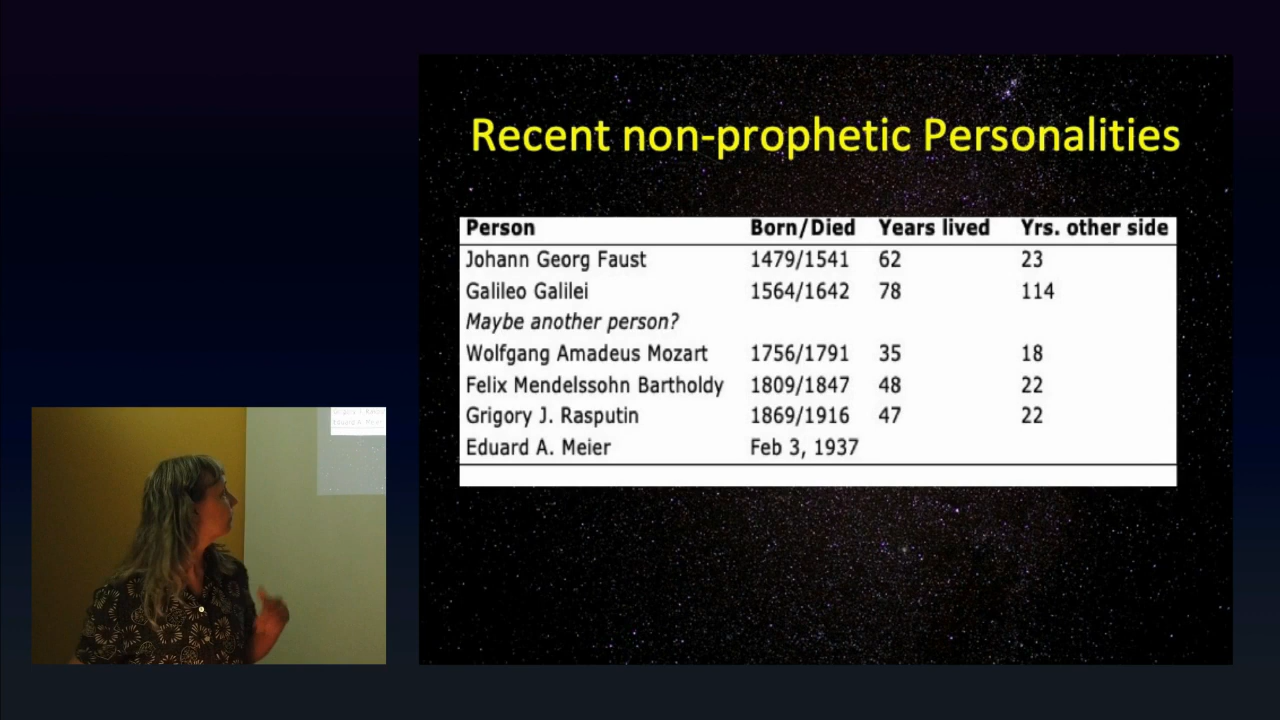 Recent non-prophetic Personalities
Person Born/Died Years lived Yrs. other side
Johann Georg Faust 1479/1541 62 23
Galileo Galilei 1564/1642 78 114
Maybe another person?
Wolfgang Amadeus Mozart 1756/1791 35 18
Felix Mendelssohn Bartholdy 1809/1847 48 22
Grigory J. Rasputin 1869/1916 47 22
Eduard A. Meier Feb 3, 1937